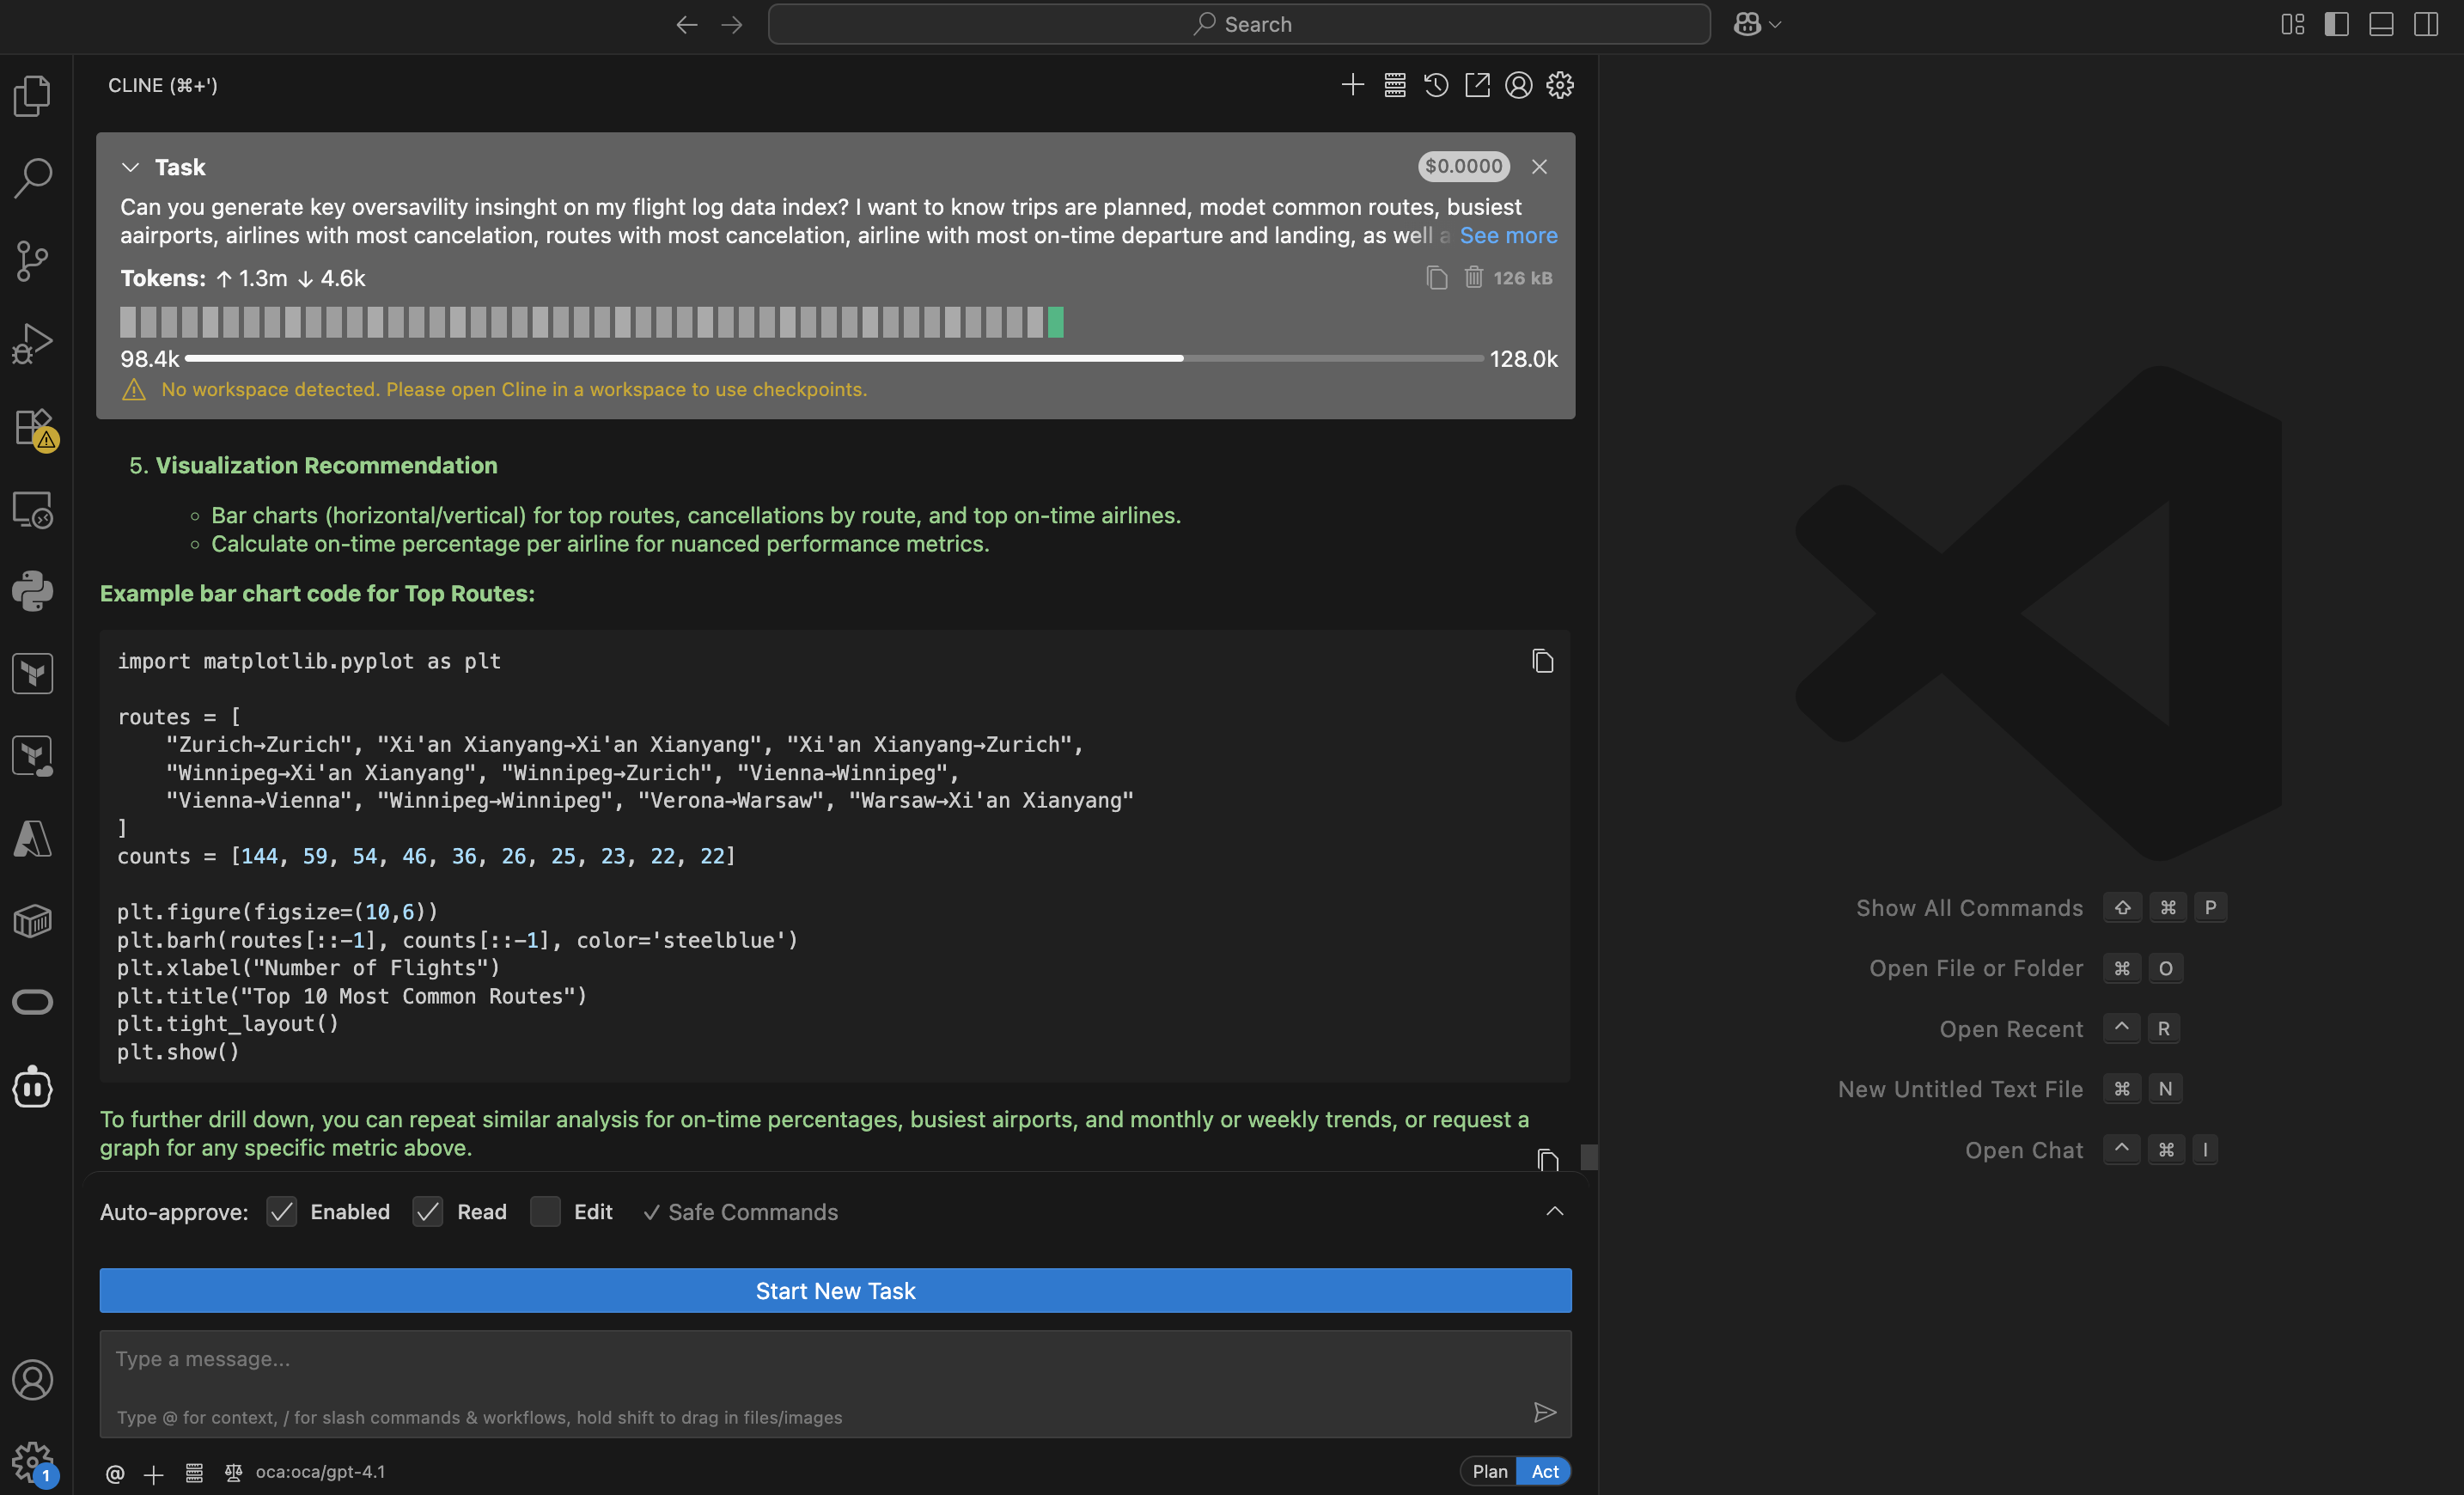 Search
CLINE (⌘+')
Task
$0.0000
Can you generate key oversavility insinght on my flight log data index? I want to know trips are planned, modet common routes, busiest
aairports, airlines with most cancelation, routes with most cancelation, airline with most on-time departure and landing, as well a See more
Tokens: ↑ 1.3m ↓ 4.6k
126 kB
98.4k
128.0k
No workspace detected. Please open Cline in a workspace to use checkpoints.
5. Visualization Recommendation
◦ Bar charts (horizontal/vertical) for top routes, cancellations by route, and top on-time airlines.
◦ Calculate on-time percentage per airline for nuanced performance metrics.
Example bar chart code for Top Routes:
import matplotlib.pyplot as plt
routes = [
"Zurich→Zurich", "Xi'an Xianyang→Xi'an Xianyang", "Xi'an Xianyang→Zurich",
"Winnipeg→Xi'an Xianyang", "Winnipeg→Zurich", "Vienna→Winnipeg",
"Vienna→Vienna", "Winnipeg→Winnipeg", "Verona→Warsaw", "Warsaw→Xi'an Xianyang"
]
counts = [144, 59, 54, 46, 36, 26, 25, 23, 22, 22]
plt.figure(figsize=(10,6))
plt.barh(routes[::-1], counts[::-1], color='steelblue')
plt.xlabel("Number of Flights")
plt.title("Top 10 Most Common Routes")
plt.tight_layout()
plt.show()
To further drill down, you can repeat similar analysis for on-time percentages, busiest airports, and monthly or weekly trends, or request a
graph for any specific metric above.
Auto-approve: Enabled Read Edit ✓ Safe Commands
Start New Task
Type a message...
Type @ for context, / for slash commands & workflows, hold shift to drag in files/images
@ oca:oca/gpt-4.1
Plan Act
1
Show All Commands ⇧ ⌘ P
Open File or Folder ⌘ O
Open Recent ^ R
New Untitled Text File ⌘ N
Open Chat ^ ⌘ I